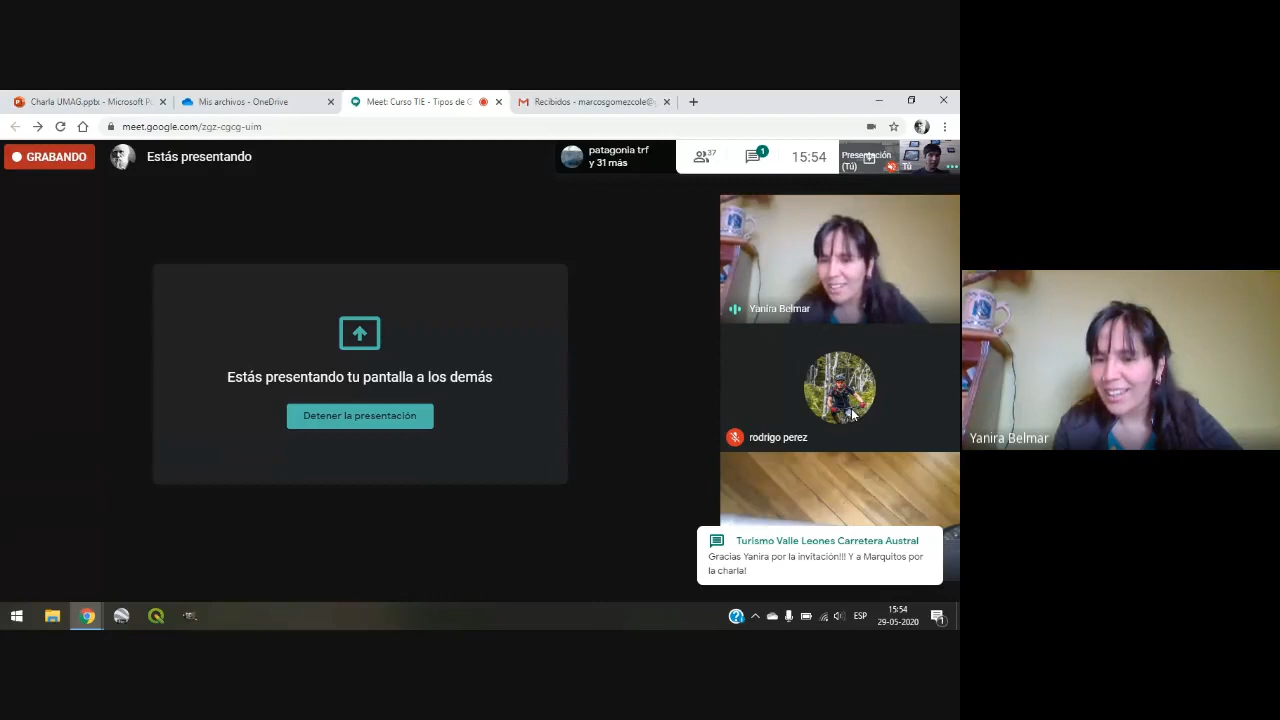 Charla UMAG.pptx - Microsoft P
Mis archivos - OneDrive
Meet: Curso TIE - Tipos de G
Recibidos - marcosgomezcole@g
meet.google.com/zgz-cgcg-uim
GRABANDO
Estás presentando
patagonia trf
y 31 más
37
1
15:54
Presentación
(Tú)
Tú
Yanira Belmar
Estás presentando tu pantalla a los demás
Detener la presentación
rodrigo perez
Yanira Belmar
Turismo Valle Leones Carretera Austral
Gracias Yanira por la invitación!!! Y a Marquitos por
la charla!
ESP
15:54
29-05-2020
1